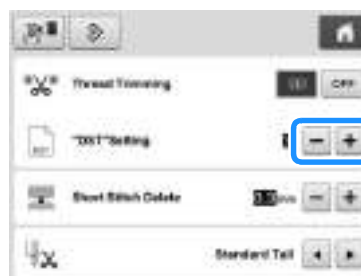 Thread Trimming OFF
"DST" Setting - +
Short Stitch Delete - +
Standard Tail